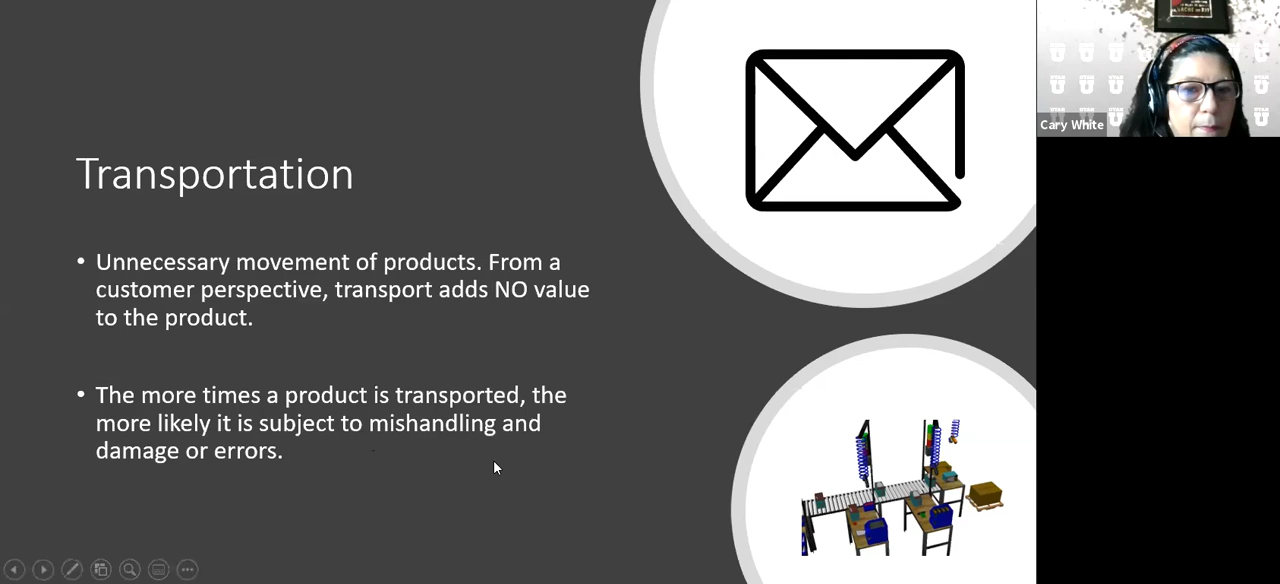 Transportation
• Unnecessary movement of products. From a
customer perspective, transport adds NO value
to the product.
• The more times a product is transported, the
more likely it is subject to mishandling and
damage or errors.
Cary White